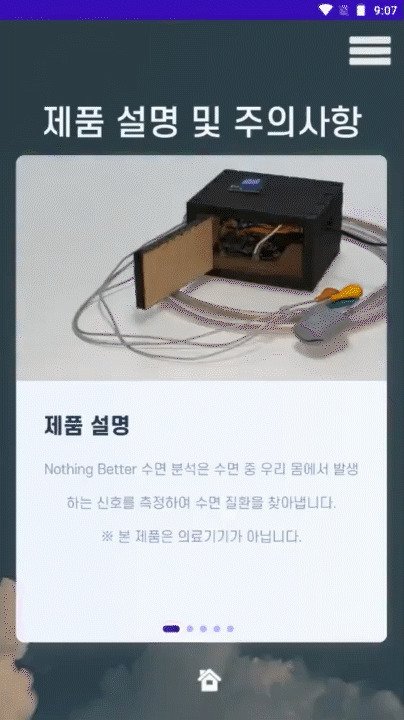 9:07
제품 설명 및 주의사항
제품 설명
Nothing Better 수면 분석은 수면 중 우리 몸에서 발생
하는 신호를 측정하여 수면 질환을 찾아냅니다.
※ 본 제품은 의료기기가 아닙니다.